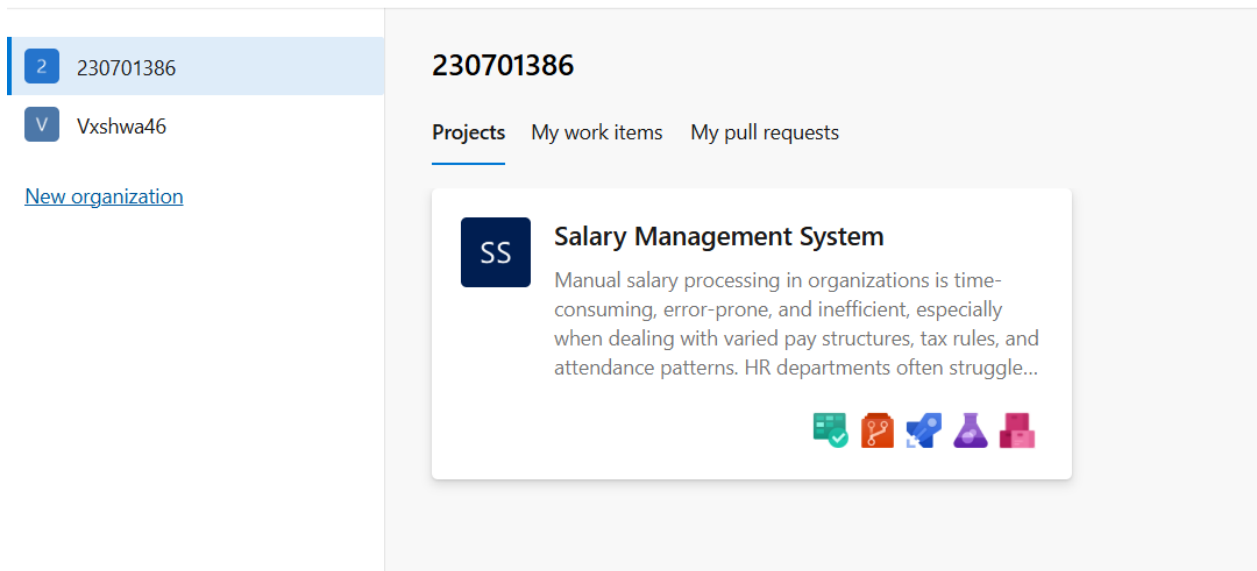 2
230701386
V
Vxshwa46
New organization
230701386
Projects My work items My pull requests
SS
Salary Management System
Manual salary processing in organizations is time-
consuming, error-prone, and inefficient, especially
when dealing with varied pay structures, tax rules, and
attendance patterns. HR departments often struggle...